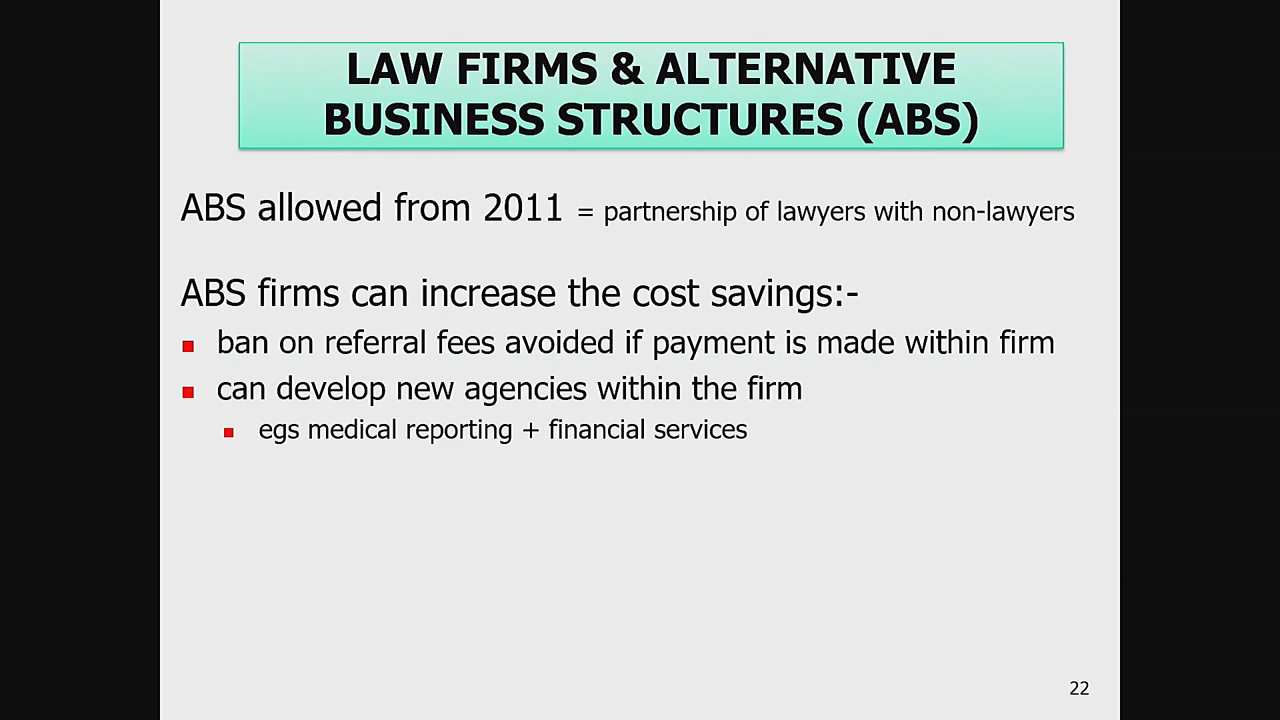 LAW FIRMS & ALTERNATIVE
BUSINESS STRUCTURES (ABS)
ABS allowed from 2011 = partnership of lawyers with non-lawyers
ABS firms can increase the cost savings:-
ban on referral fees avoided if payment is made within firm
can develop new agencies within the firm
egs medical reporting + financial services
22